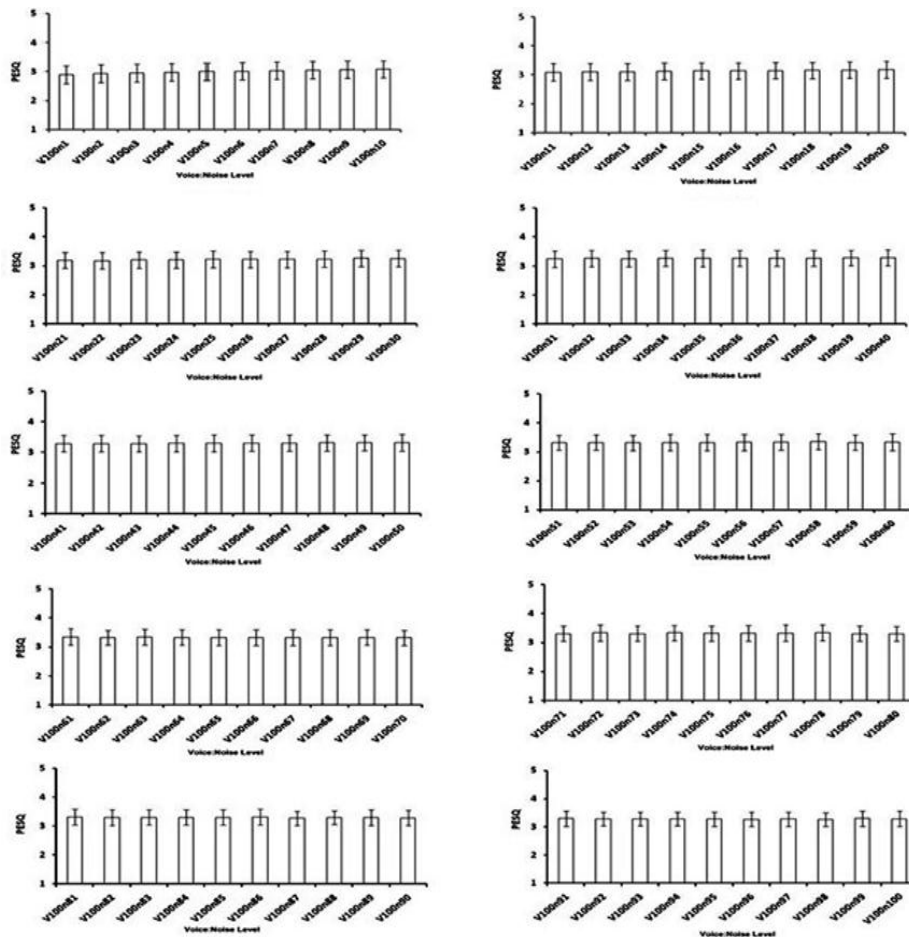 5
4
3
2
1
PESQ
V100n1 V100n2 V100n3 V100n4 V100n5 V100n6 V100n7 V100n8 V100n9 V100n10
Voice:Noise Level
5
4
3
2
1
PESQ
V100n11 V100n12 V100n13 V100n14 V100n15 V100n16 V100n17 V100n18 V100n19 V100n20
Voice:Noise Level
5
4
3
2
1
PESQ
V100n21 V100n22 V100n23 V100n24 V100n25 V100n26 V100n27 V100n28 V100n29 V100n30
Voice:Noise Level
5
4
3
2
1
PESQ
V100n31 V100n32 V100n33 V100n34 V100n35 V100n36 V100n37 V100n38 V100n39 V100n40
Voice:Noise Level
5
4
3
2
1
PESQ
V100n41 V100n42 V100n43 V100n44 V100n45 V100n46 V100n47 V100n48 V100n49 V100n50
Voice:Noise Level
5
4
3
2
1
PESQ
V100n51 V100n52 V100n53 V100n54 V100n55 V100n56 V100n57 V100n58 V100n59 V100n60
Voice:Noise Level
5
4
3
2
1
PESQ
V100n61 V100n62 V100n63 V100n64 V100n65 V100n66 V100n67 V100n68 V100n69 V100n70
Voice:Noise Level
5
4
3
2
1
PESQ
V100n71 V100n72 V100n73 V100n74 V100n75 V100n76 V100n77 V100n78 V100n79 V100n80
Voice:Noise Level
5
4
3
2
1
PESQ
V100n81 V100n82 V100n83 V100n84 V100n85 V100n86 V100n87 V100n88 V100n89 V100n90
Voice:Noise Level
5
4
3
2
1
PESQ
V100n91 V100n92 V100n93 V100n94 V100n95 V100n96 V100n97 V100n98 V100n99 V100n100
Voice:Noise Level